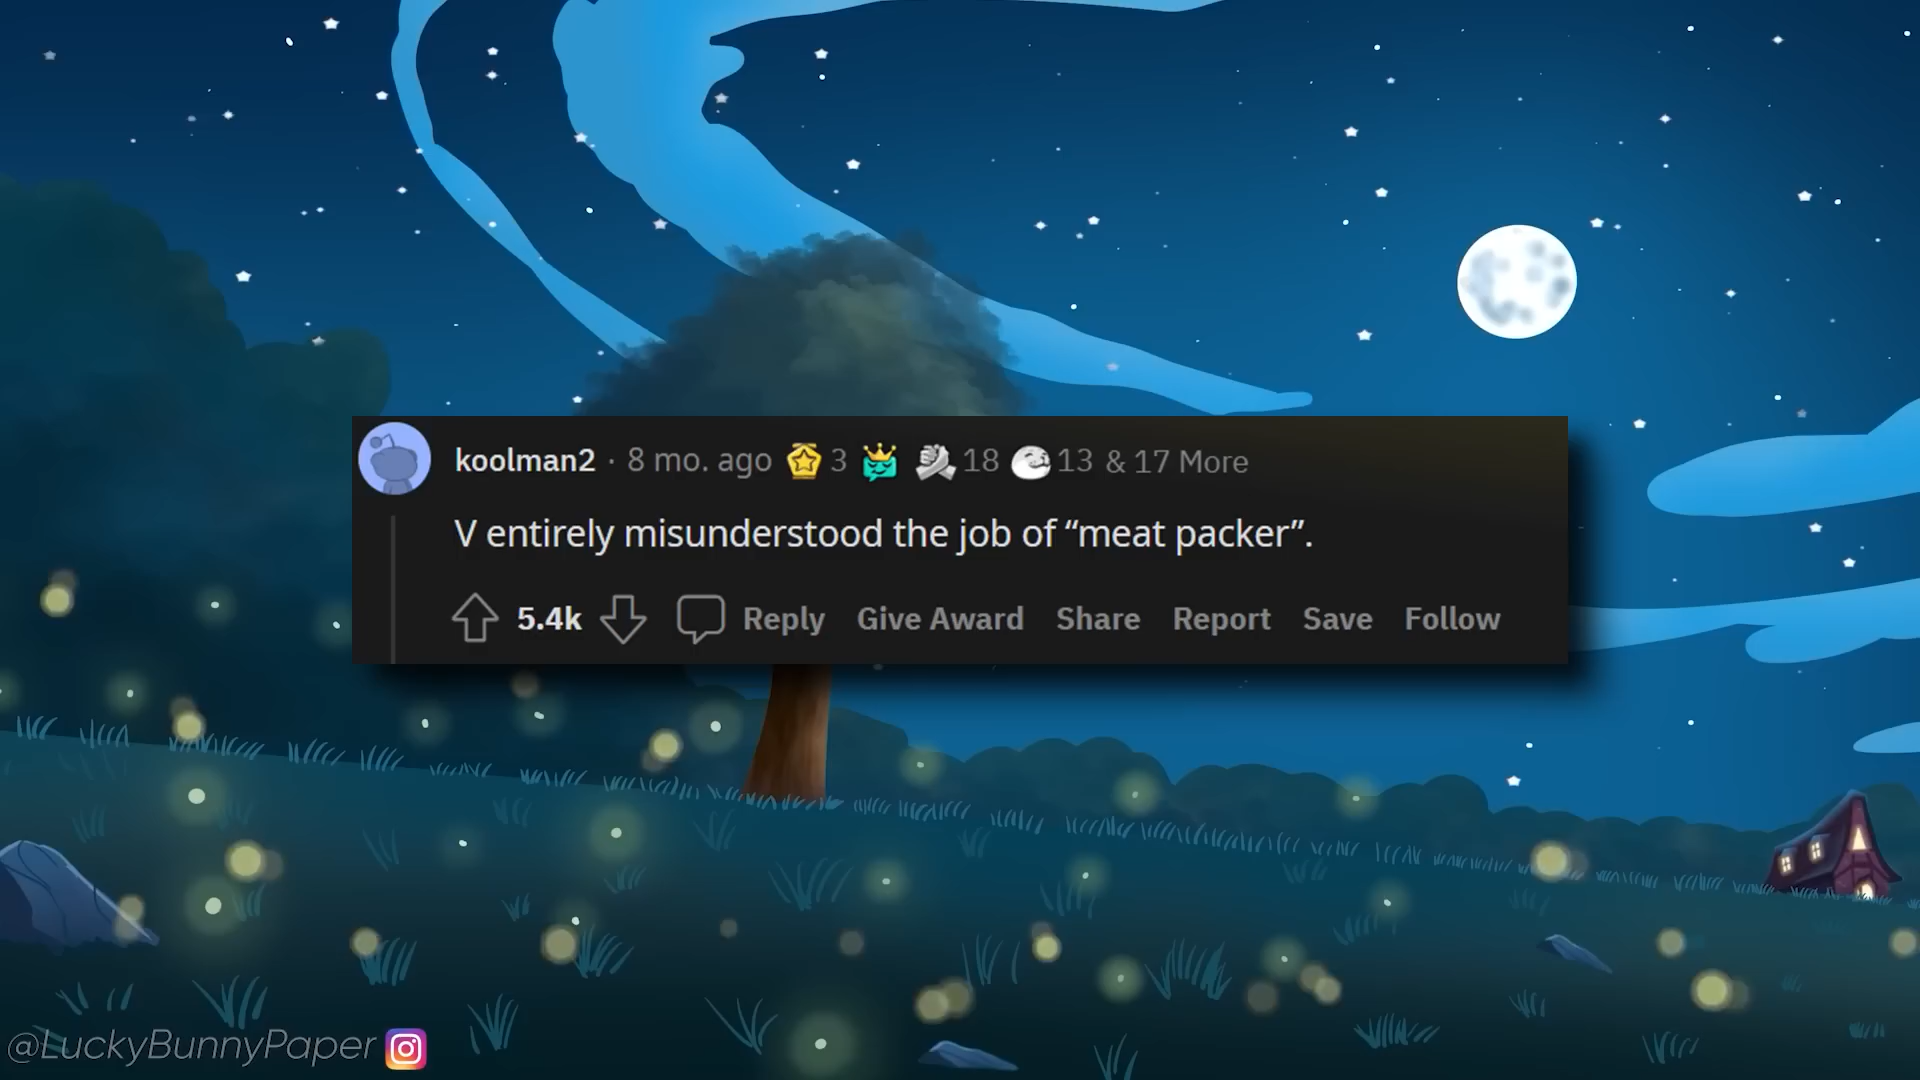 koolman2 · 8 mo. ago 3 18 13 & 17 More
V entirely misunderstood the job of “meat packer”.
5.4k Reply Give Award Share Report Save Follow
@LuckyBunnyPaper